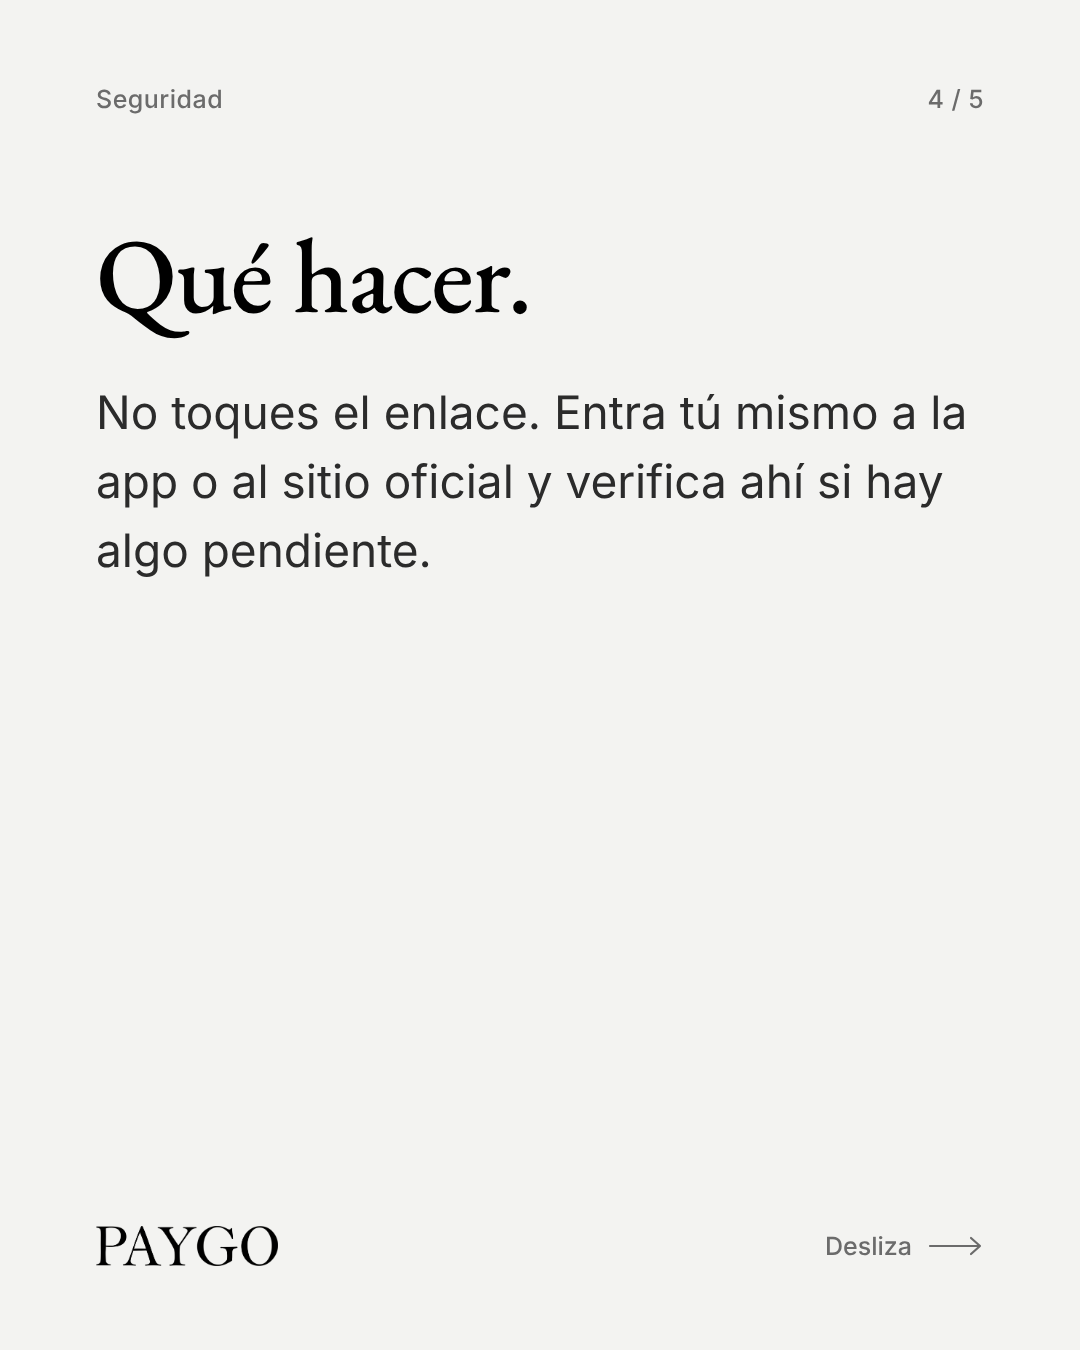 Seguridad
4 / 5
Qué hacer.
No toques el enlace. Entra tú mismo a la
app o al sitio oficial y verifica ahí si hay
algo pendiente.
PAYGO
Desliza